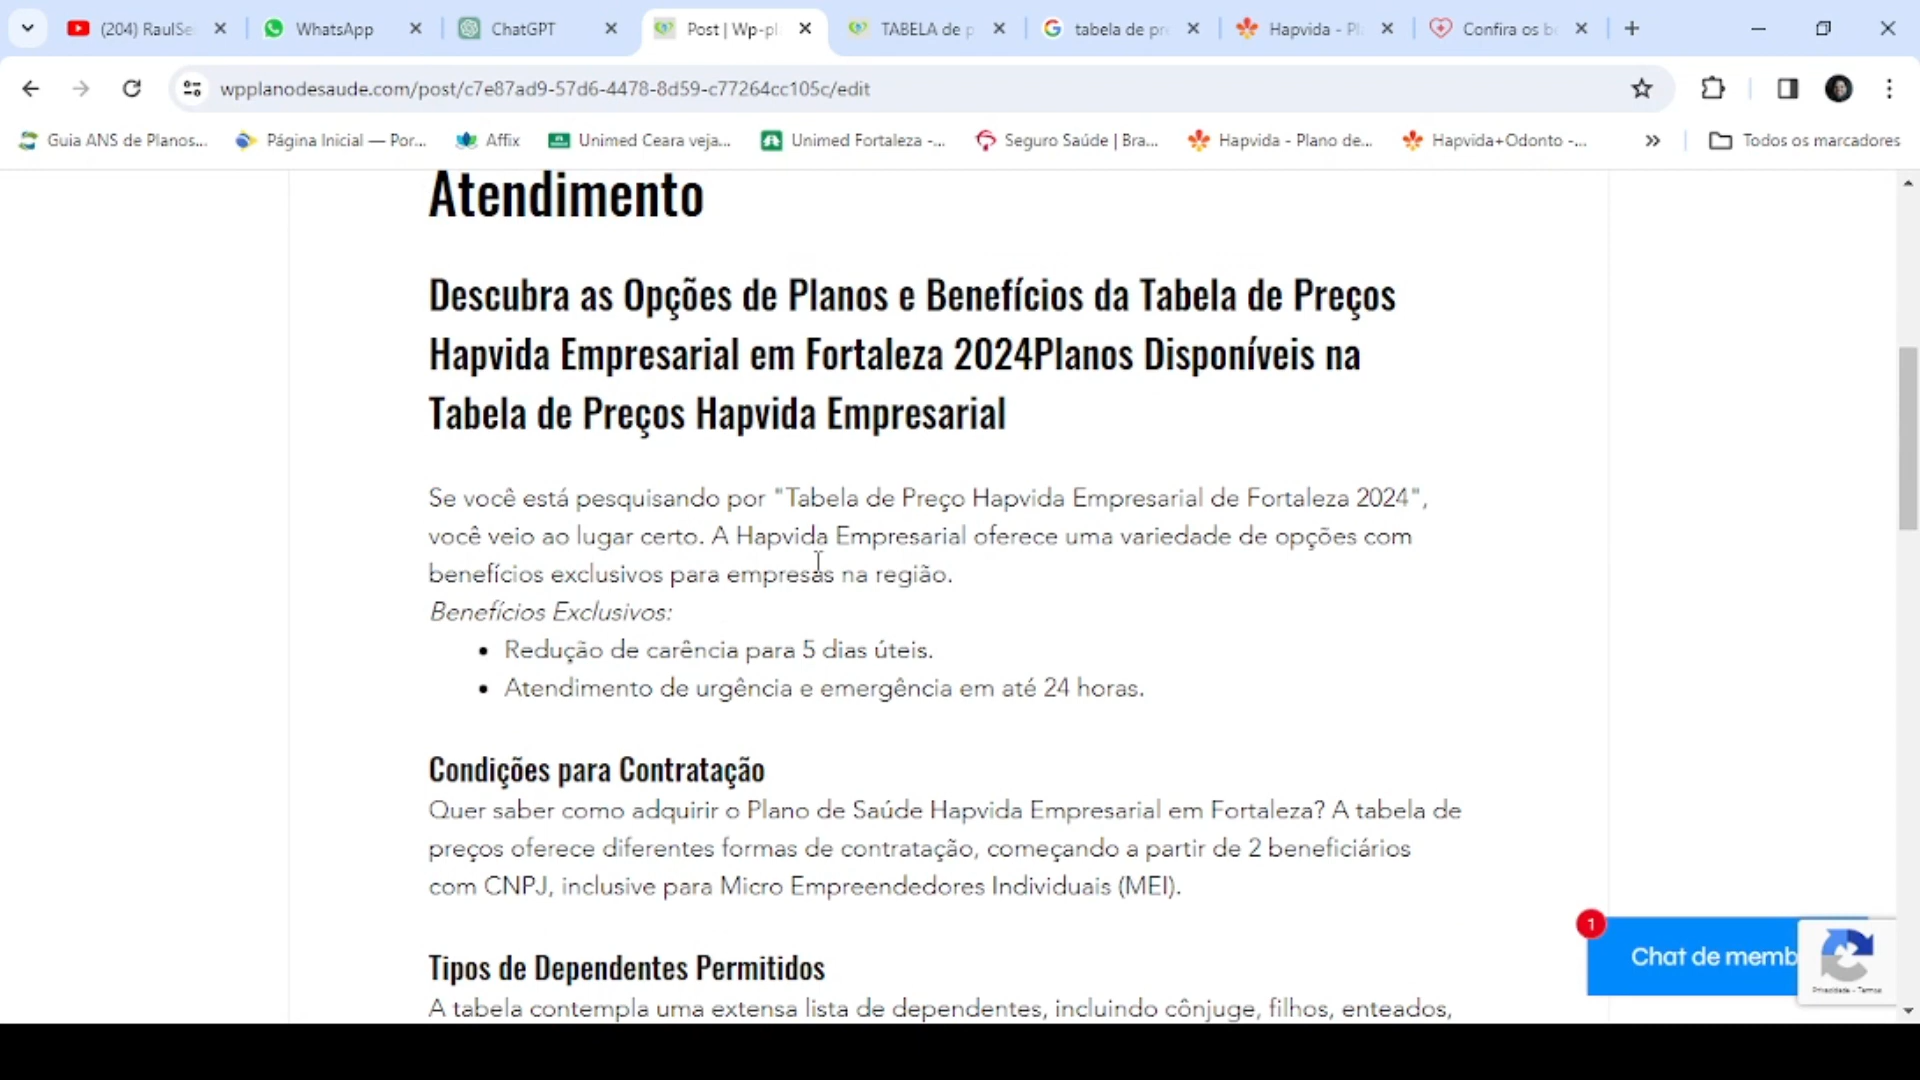 (204) RaulSe
WhatsApp
ChatGPT
Post | Wp-pl
TABELA de p
tabela de pr
Hapvida - Pl
Confira os b
wpplanodesaude.com/post/c7e87ad9-57d6-4478-8d59-c77264cc105c/edit
Guia ANS de Planos...
Página Inicial — Por...
Affix
Unimed Ceara veja...
Unimed Fortaleza -...
Seguro Saúde | Bra...
Hapvida - Plano de...
Hapvida+Odonto -...
Todos os marcadores
Atendimento
Descubra as Opções de Planos e Benefícios da Tabela de Preços
Hapvida Empresarial em Fortaleza 2024Planos Disponíveis na
Tabela de Preços Hapvida Empresarial
Se você está pesquisando por "Tabela de Preço Hapvida Empresarial de Fortaleza 2024",
você veio ao lugar certo. A Hapvida Empresarial oferece uma variedade de opções com
benefícios exclusivos para empresas na região.
Benefícios Exclusivos:
• Redução de carência para 5 dias úteis.
• Atendimento de urgência e emergência em até 24 horas.
Condições para Contratação
Quer saber como adquirir o Plano de Saúde Hapvida Empresarial em Fortaleza? A tabela de
preços oferece diferentes formas de contratação, começando a partir de 2 beneficiários
com CNPJ, inclusive para Micro Empreendedores Individuais (MEI).
Tipos de Dependentes Permitidos
A tabela contempla uma extensa lista de dependentes, incluindo cônjuge, filhos, enteados,
1
Chat de memb
Privacidade - Termos